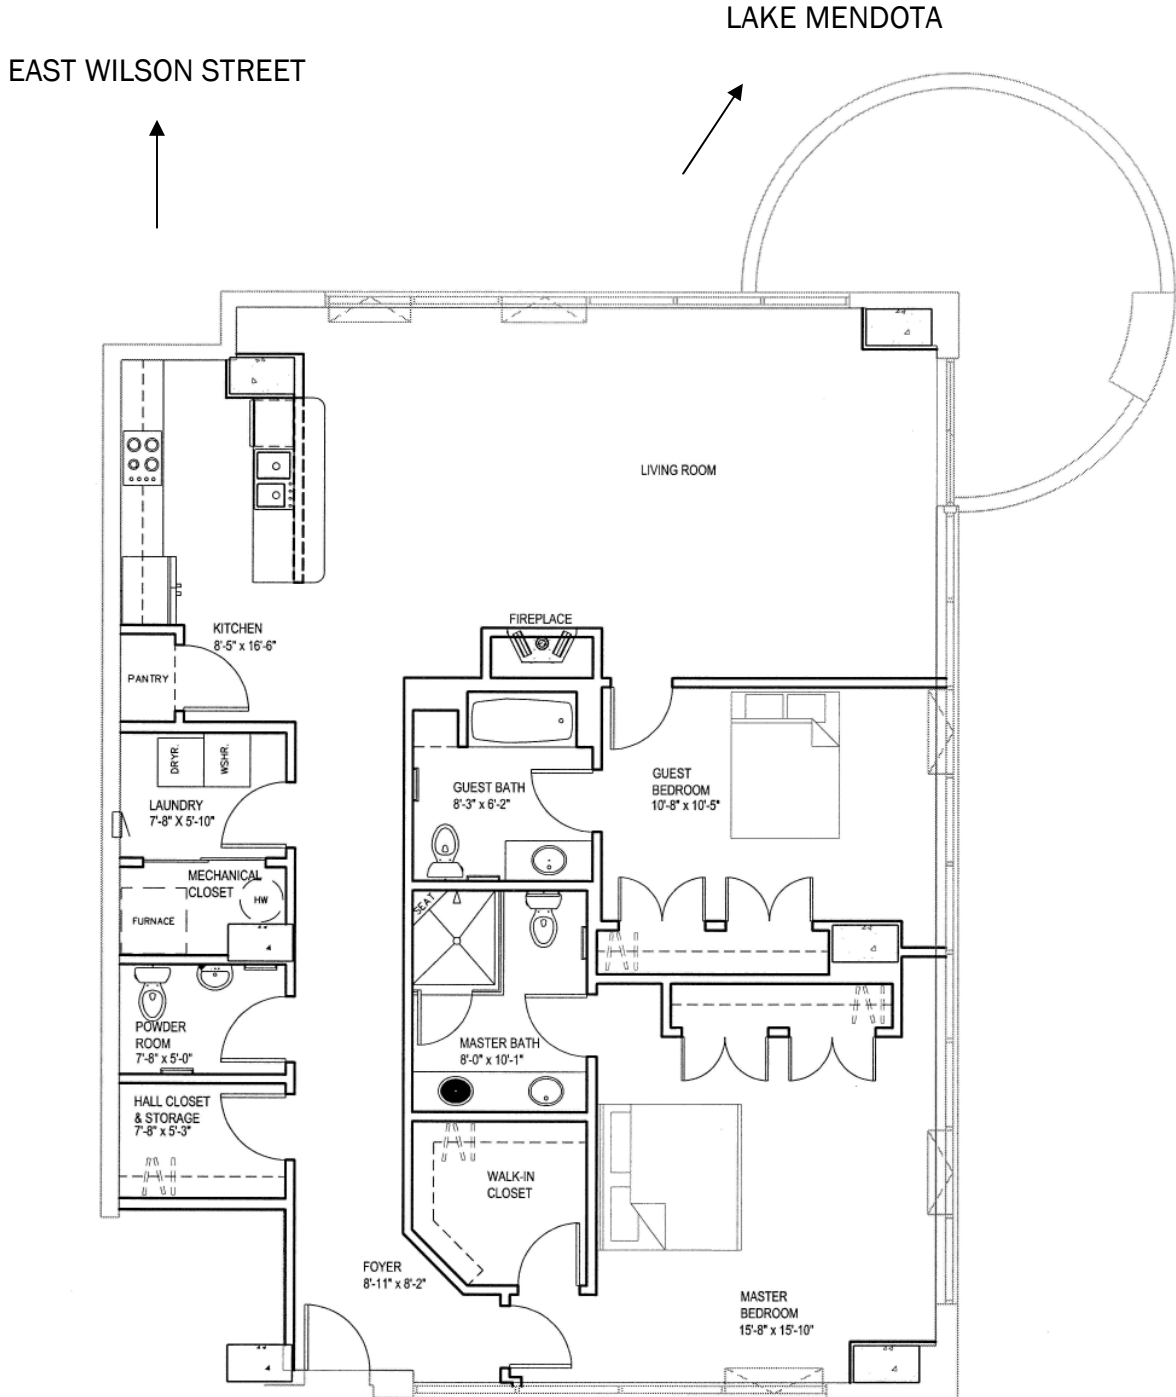 LAKE MENDOTA
EAST WILSON STREET
LIVING ROOM
FIREPLACE
KITCHEN
8'-5" x 16'-6"
PANTRY
DRYR.
WSHR.
LAUNDRY
7'-8" X 5'-10"
GUEST BATH
8'-3" x 6'-2"
GUEST
BEDROOM
10'-8" x 10'-5"
MECHANICAL
CLOSET
HW
FURNACE
SEAT
POWDER
ROOM
7'-8" x 5'-0"
MASTER BATH
8'-0" x 10'-1"
HALL CLOSET
& STORAGE
7'-8" x 5'-3"
WALK-IN
CLOSET
FOYER
8'-11" x 8'-2"
MASTER
BEDROOM
15'-8" x 15'-10"